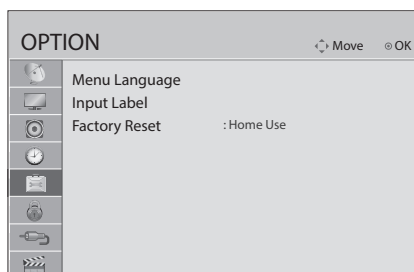 OPTION
Move OK
Menu Language
Input Label
Factory Reset : Home Use